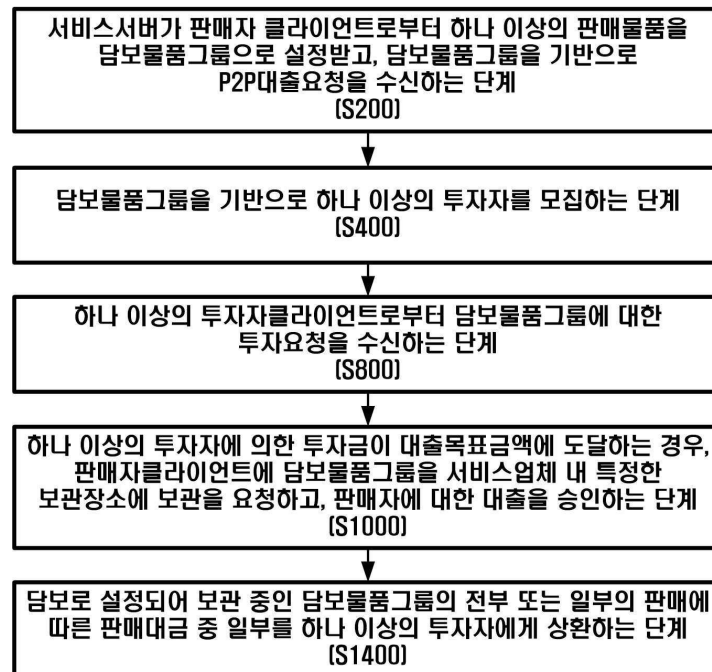 서비스서버가 판매자 클라이언트로부터 하나 이상의 판매물품을
담보물품그룹으로 설정받고, 담보물품그룹을 기반으로
P2P대출요청을 수신하는 단계
(S200)
담보물품그룹을 기반으로 하나 이상의 투자자를 모집하는 단계
(S400)
하나 이상의 투자자클라이언트로부터 담보물품그룹에 대한
투자요청을 수신하는 단계
(S800)
하나 이상의 투자자에 의한 투자금이 대출목표금액에 도달하는 경우,
판매자클라이언트에 담보물품그룹을 서비스업체 내 특정한
보관장소에 보관을 요청하고, 판매자에 대한 대출을 승인하는 단계
(S1000)
담보로 설정되어 보관 중인 담보물품그룹의 전부 또는 일부의 판매에
따른 판매대금 중 일부를 하나 이상의 투자자에게 상환하는 단계
(S1400)